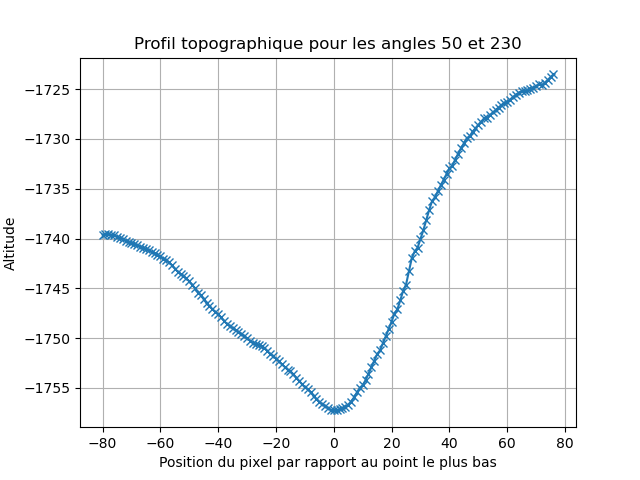 Profil topographique pour les angles 50 et 230
−1725
−1730
−1735
−1740
−1745
−1750
−1755
Altitude
−80 −60 −40 −20 0 20 40 60 80
Position du pixel par rapport au point le plus bas